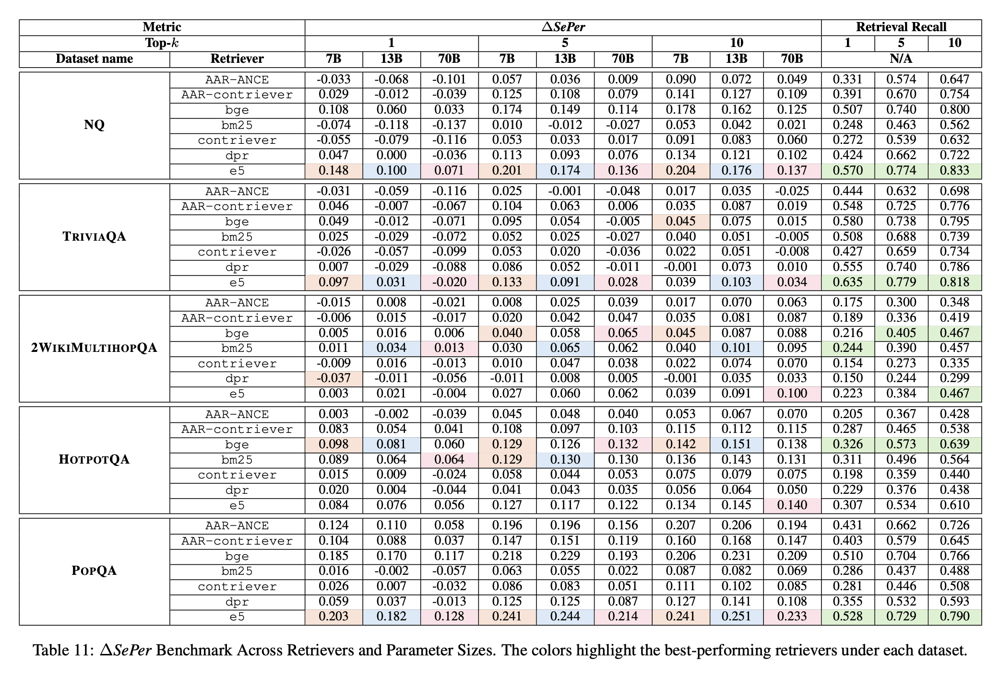 Metric ΔSePer Retrieval Recall
Top-k 1 5 10 1 5 10
Dataset name Retriever 7B 13B 70B 7B 13B 70B 7B 13B 70B N/A
AAR-ANCE -0.033 -0.068 -0.101 0.057 0.036 0.009 0.090 0.072 0.049 0.331 0.574 0.647
AAR-contriever 0.029 -0.012 -0.039 0.125 0.108 0.079 0.141 0.127 0.109 0.391 0.670 0.754
bge 0.108 0.060 0.033 0.174 0.149 0.114 0.178 0.162 0.125 0.507 0.740 0.800
NQ bm25 -0.074 -0.118 -0.137 0.010 -0.012 -0.027 0.053 0.042 0.021 0.248 0.463 0.562
contriever -0.055 -0.079 -0.116 0.053 0.033 0.017 0.091 0.083 0.060 0.272 0.539 0.632
dpr 0.047 0.000 -0.036 0.113 0.093 0.076 0.134 0.121 0.102 0.424 0.662 0.722
e5 0.148 0.100 0.071 0.201 0.174 0.136 0.204 0.176 0.137 0.570 0.774 0.833
AAR-ANCE -0.031 -0.059 -0.116 0.025 -0.001 -0.048 0.017 0.035 -0.025 0.444 0.632 0.698
AAR-contriever 0.046 -0.007 -0.067 0.104 0.063 0.006 0.035 0.087 0.019 0.548 0.725 0.776
bge 0.049 -0.012 -0.071 0.095 0.054 -0.005 0.045 0.075 0.015 0.580 0.738 0.795
TRIVIAQA bm25 0.025 -0.029 -0.072 0.052 0.025 -0.027 0.040 0.051 -0.005 0.508 0.688 0.739
contriever -0.026 -0.057 -0.099 0.053 0.020 -0.036 0.022 0.051 -0.008 0.427 0.659 0.734
dpr 0.007 -0.029 -0.088 0.086 0.052 -0.011 -0.001 0.073 0.010 0.555 0.740 0.786
e5 0.097 0.031 -0.020 0.133 0.091 0.028 0.039 0.103 0.034 0.635 0.779 0.818
AAR-ANCE -0.015 0.008 -0.021 0.008 0.025 0.039 0.017 0.070 0.063 0.175 0.300 0.348
AAR-contriever -0.006 0.015 -0.017 0.020 0.042 0.047 0.035 0.081 0.087 0.189 0.336 0.419
bge 0.005 0.016 0.006 0.040 0.058 0.065 0.045 0.087 0.088 0.216 0.405 0.467
2WIKIMULTIHOPQA bm25 0.011 0.034 0.013 0.030 0.065 0.062 0.040 0.101 0.095 0.244 0.390 0.457
contriever -0.009 0.016 -0.013 0.010 0.047 0.038 0.022 0.074 0.070 0.154 0.273 0.335
dpr -0.037 -0.011 -0.056 -0.011 0.008 0.005 -0.001 0.035 0.033 0.150 0.244 0.299
e5 0.003 0.021 -0.004 0.027 0.060 0.062 0.039 0.091 0.100 0.223 0.384 0.467
AAR-ANCE 0.003 -0.002 -0.039 0.045 0.048 0.040 0.053 0.067 0.070 0.205 0.367 0.428
AAR-contriever 0.083 0.054 0.041 0.108 0.097 0.103 0.115 0.112 0.115 0.287 0.465 0.538
bge 0.098 0.081 0.060 0.129 0.126 0.132 0.142 0.151 0.138 0.326 0.573 0.639
HOTPOTQA bm25 0.089 0.064 0.064 0.129 0.130 0.130 0.136 0.143 0.131 0.311 0.496 0.564
contriever 0.015 0.009 -0.024 0.058 0.044 0.053 0.075 0.079 0.075 0.198 0.359 0.440
dpr 0.020 0.004 -0.044 0.041 0.043 0.035 0.056 0.064 0.050 0.229 0.376 0.438
e5 0.084 0.076 0.056 0.127 0.117 0.122 0.134 0.145 0.140 0.307 0.534 0.610
AAR-ANCE 0.124 0.110 0.058 0.196 0.196 0.156 0.207 0.206 0.194 0.431 0.662 0.726
AAR-contriever 0.104 0.088 0.037 0.147 0.151 0.119 0.160 0.168 0.147 0.403 0.579 0.645
bge 0.185 0.170 0.117 0.218 0.229 0.193 0.206 0.231 0.209 0.510 0.704 0.766
POPQA bm25 0.016 -0.002 -0.057 0.063 0.055 0.022 0.087 0.082 0.069 0.286 0.437 0.488
contriever 0.026 0.007 -0.032 0.086 0.083 0.051 0.111 0.102 0.085 0.281 0.446 0.508
dpr 0.059 0.037 -0.013 0.125 0.125 0.087 0.127 0.141 0.108 0.355 0.532 0.593
e5 0.203 0.182 0.128 0.241 0.244 0.214 0.241 0.251 0.233 0.528 0.729 0.790
Table 11: ΔSePer Benchmark Across Retrievers and Parameter Sizes. The colors highlight the best-performing retrievers under each dataset.